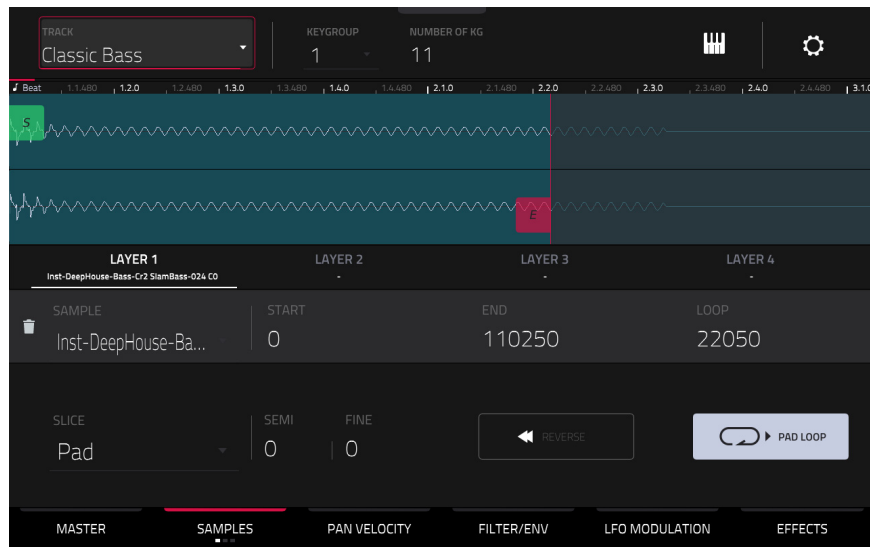 TRACK
Classic Bass
KEYGROUP
1
NUMBER OF KG
11
Beat 1.1.480 1.2.0 1.2.480 1.3.0 1.3.480 1.4.0 1.4.480 2.1.0 2.1.480 2.2.0 2.2.480 2.3.0 2.3.480 2.4.0 2.4.480 3.1.0
S
E
LAYER 1
Inst-DeepHouse-Bass-Cr2 SlamBass-024 C0
LAYER 2
-
LAYER 3
-
LAYER 4
-
SAMPLE
Inst-DeepHouse-Ba...
START
0
END
110250
LOOP
22050
SLICE
Pad
SEMI
0
FINE
0
REVERSE
PAD LOOP
MASTER SAMPLES PAN VELOCITY FILTER/ENV LFO MODULATION EFFECTS